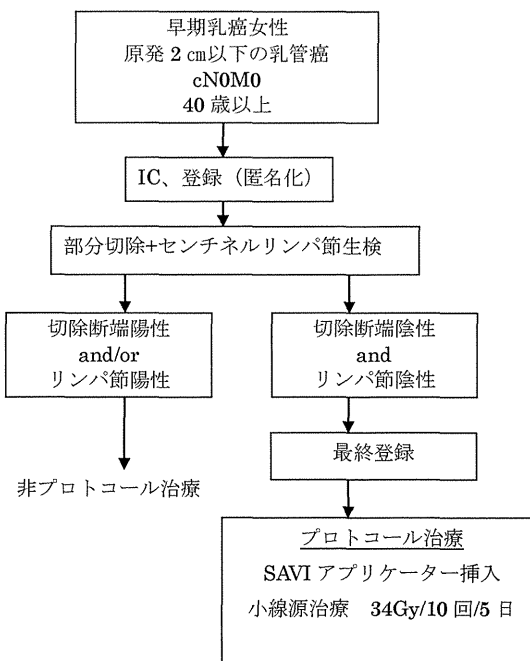 早期乳癌女性
原発 2 ㎝以下の乳管癌
cN0M0
40 歳以上
IC、登録（匿名化）
部分切除+センチネルリンパ節生検
切除断端陽性
and/or
リンパ節陽性
切除断端陰性
and
リンパ節陰性
最終登録
非プロトコール治療
プロトコール治療
SAVI アプリケーター挿入
小線源治療　34Gy/10 回/5 日